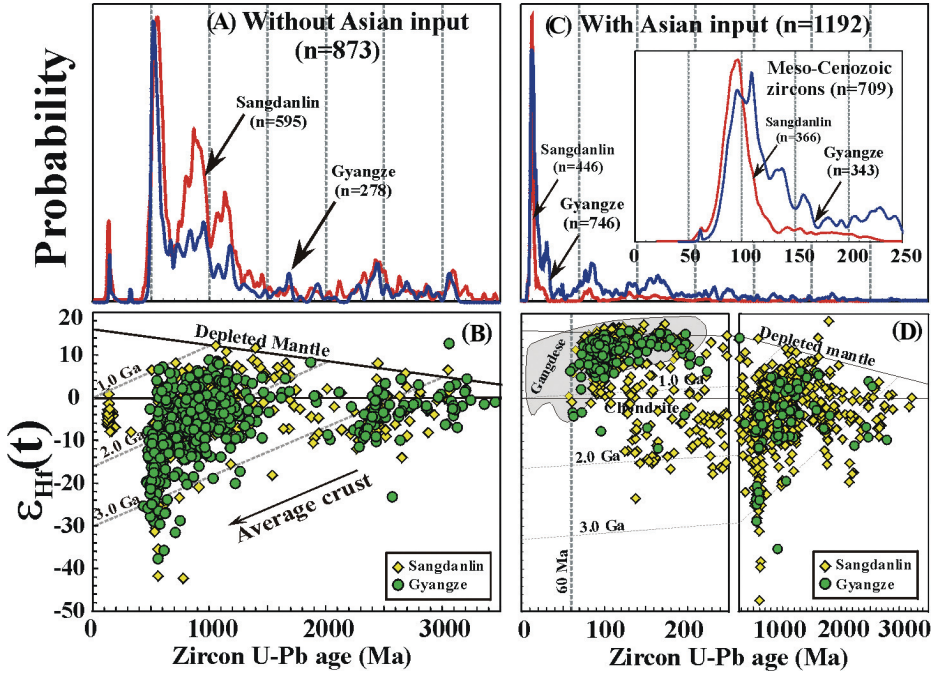 (A) Without Asian input
(n=873)
Probability
Sangdanlin
(n=595)
Gyangze
(n=278)
(C) With Asian input (n=1192)
Meso-Cenozoic
zircons (n=709)
Sangdanlin
(n=366)
Gyangze
(n=343)
0 50 100 150 200 250
Sangdanlin
(n=446)
Gyangze
(n=746)
(B)
Depleted Mantle
1.0 Ga
2.0 Ga
3.0 Ga
Average crust
Sangdanlin
Gyangze
εHf(t)
20
10
0
-10
-20
-30
-40
-50
0 1000 2000 3000
Zircon U-Pb age (Ma)
(D)
Gangdese
Depleted mantle
1.0 Ga
Chondrite
2.0 Ga
3.0 Ga
60 Ma
Sangdanlin
Gyangze
0 100 200
500 1000 1500 2000 2500 3000 3500
Zircon U-Pb age (Ma)